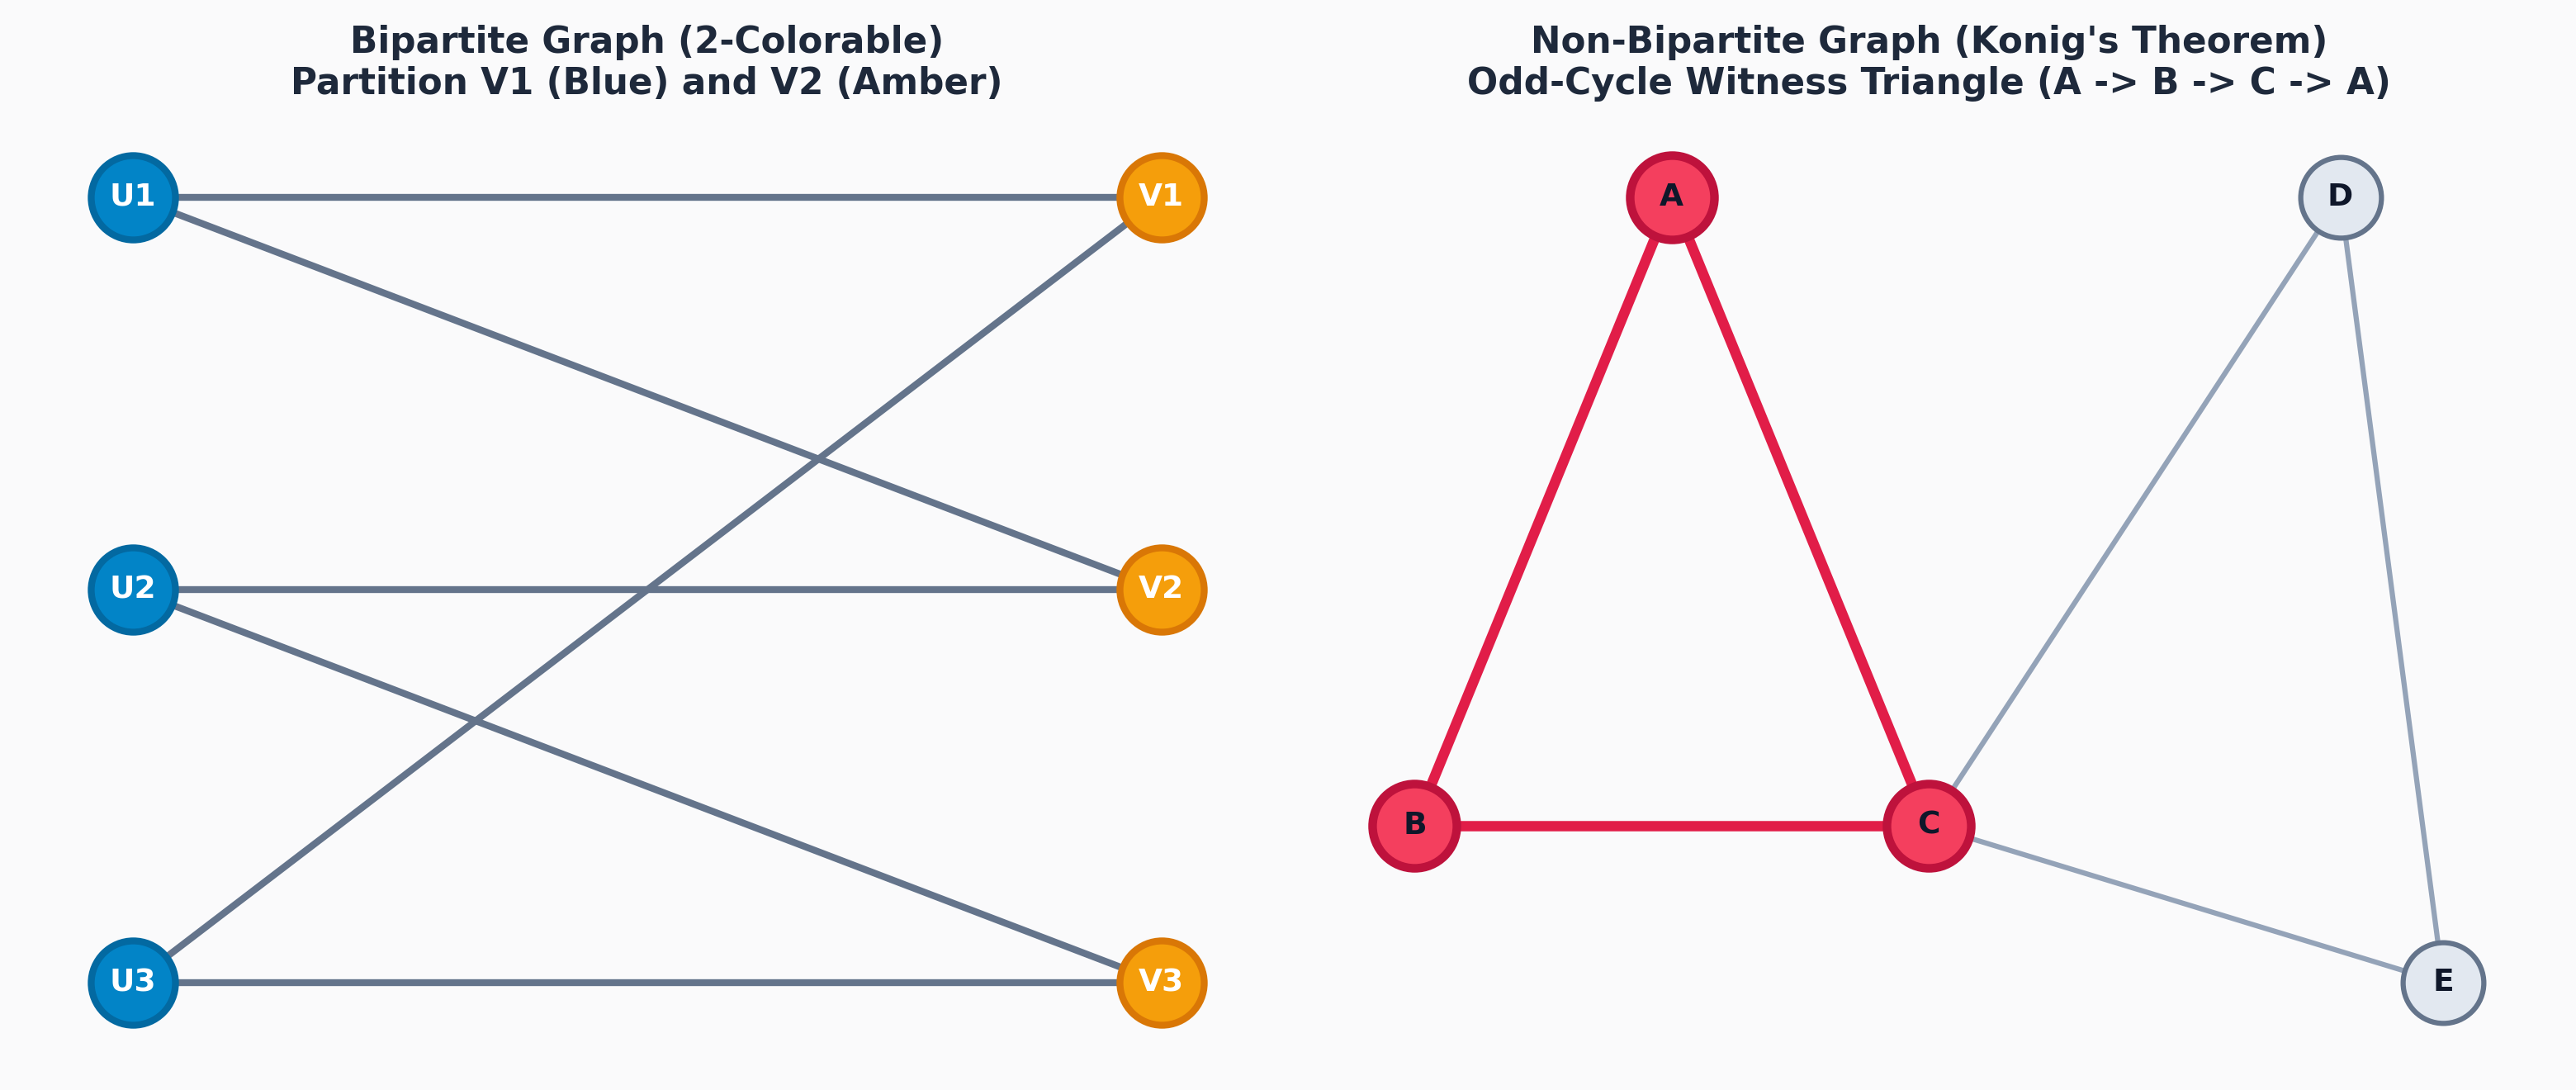 Bipartite Graph (2-Colorable)
Partition V1 (Blue) and V2 (Amber)
U1
V1
U2
V2
U3
V3
Non-Bipartite Graph (Konig's Theorem)
Odd-Cycle Witness Triangle (A -> B -> C -> A)
A
D
B
C
E